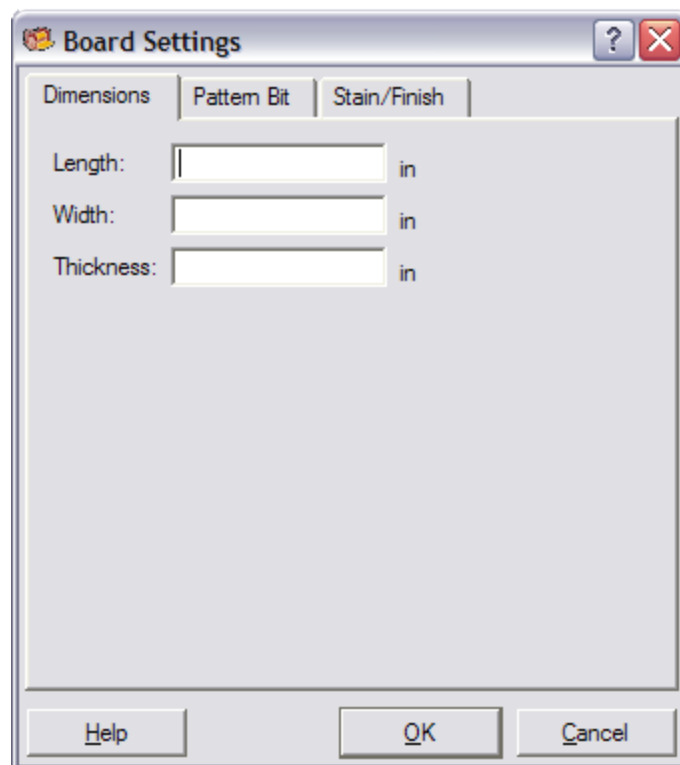 Board Settings
Dimensions Pattern Bit Stain/Finish
Length: in
Width: in
Thickness: in
Help OK Cancel